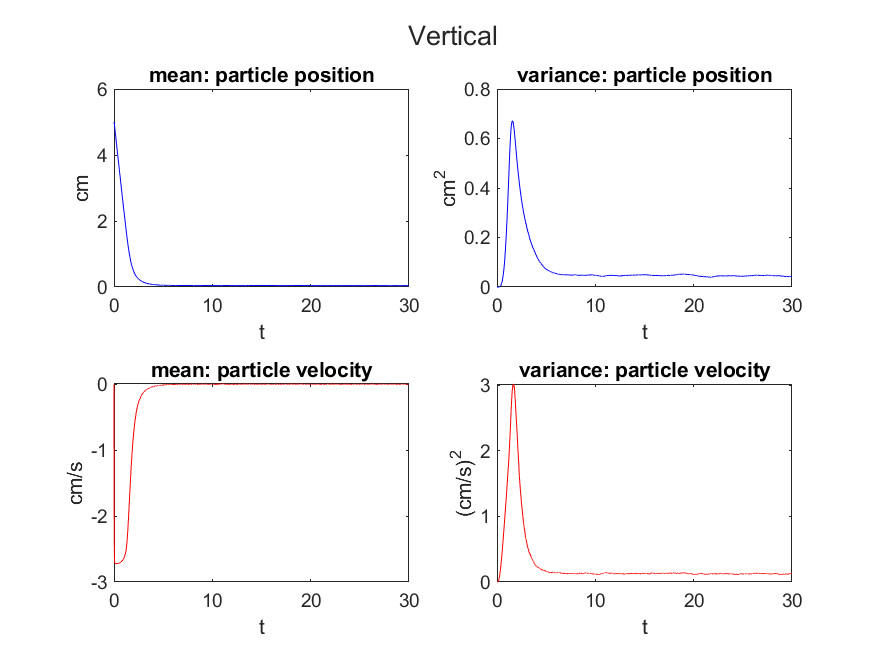 Vertical
mean: particle position
6
4
2
0
cm
0 10 20 30
t
variance: particle position
0.8
0.6
0.4
0.2
0
cm²
0 10 20 30
t
mean: particle velocity
0
-1
-2
-3
cm/s
0 10 20 30
t
variance: particle velocity
3
2
1
0
(cm/s)²
0 10 20 30
t